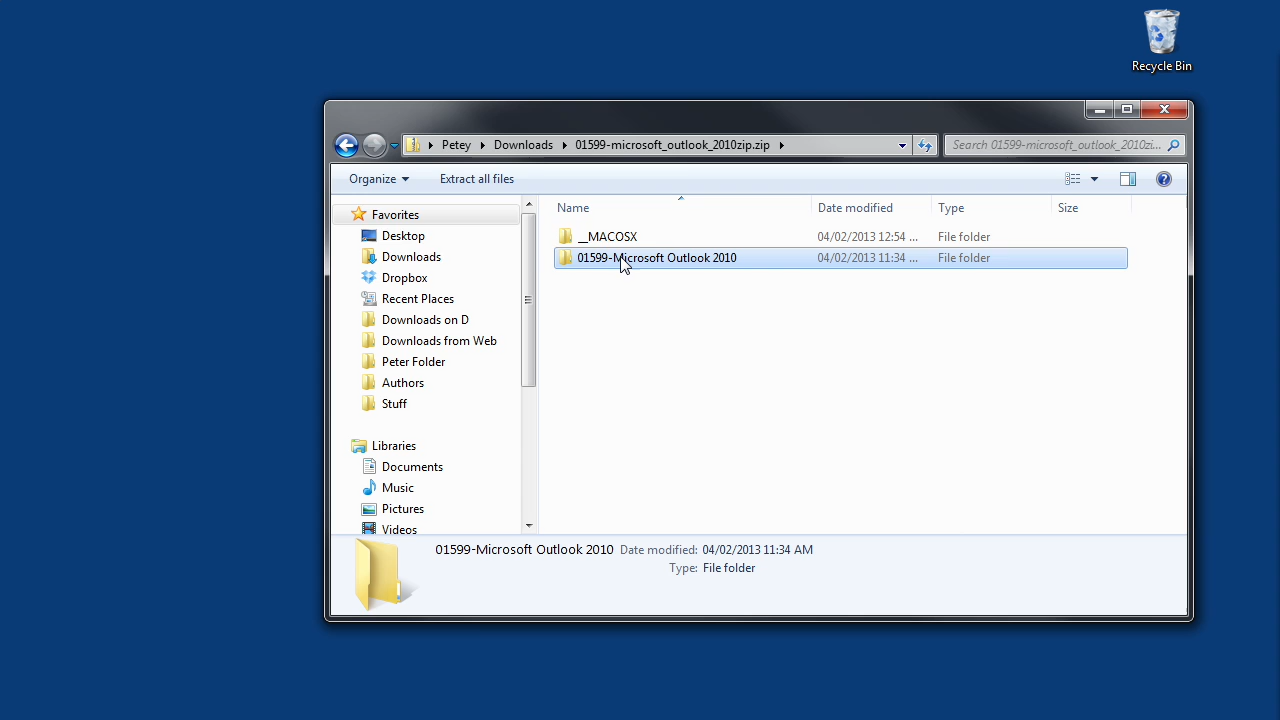 Recycle Bin
Petey Downloads 01599-microsoft_outlook_2010zip.zip
Search 01599-microsoft_outlook_2010zi...
Organize Extract all files
Name Date modified Type Size
__MACOSX 04/02/2013 12:54 ... File folder
01599-Microsoft Outlook 2010 04/02/2013 11:34 ... File folder
Favorites
Desktop
Downloads
Dropbox
Recent Places
Downloads on D
Downloads from Web
Peter Folder
Authors
Stuff
Libraries
Documents
Music
Pictures
Videos
01599-Microsoft Outlook 2010 Date modified: 04/02/2013 11:34 AM
Type: File folder